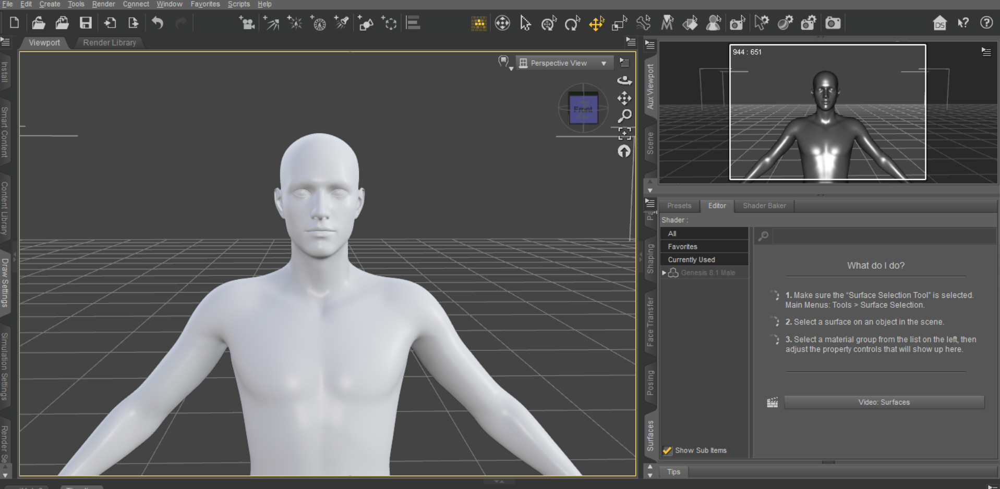 File Edit Create Tools Render Connect Window Favorites Scripts Help
DS
Viewport Render Library
Install
Smart Content
Content Library
Draw Settings
Simulation Settings
Render Se
Perspective View
Front
944 : 651
Aux Viewport
Scene
Shaping
Face Transfer
Posing
Surfaces
Presets Editor Shader Baker
Shader :
All
Favorites
Currently Used
Genesis 8.1 Male
Show Sub Items
What do I do?
1. Make sure the “Surface Selection Tool” is selected.
Main Menus: Tools > Surface Selection.
2. Select a surface on an object in the scene.
3. Select a material group from the list on the left, then
adjust the property controls that will show up here.
Video: Surfaces
Tips